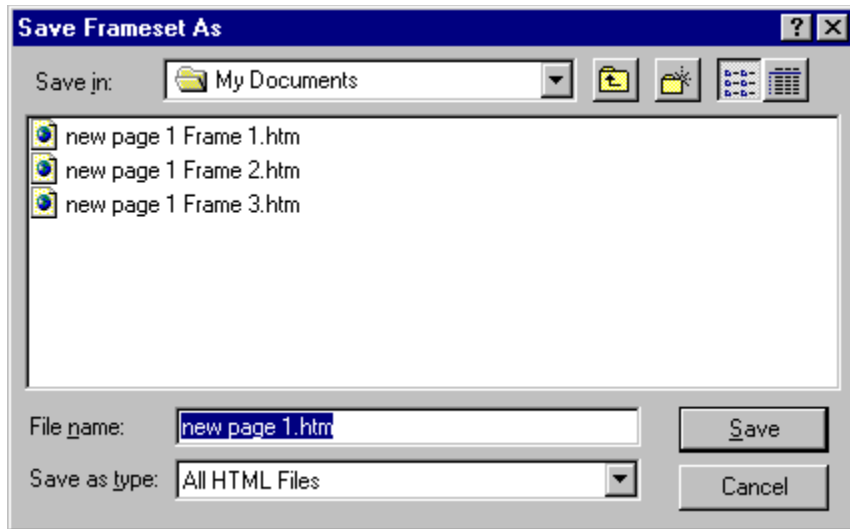 Save Frameset As
Save in: My Documents
new page 1 Frame 1.htm
new page 1 Frame 2.htm
new page 1 Frame 3.htm
File name: new page 1.htm Save
Save as type: All HTML Files Cancel